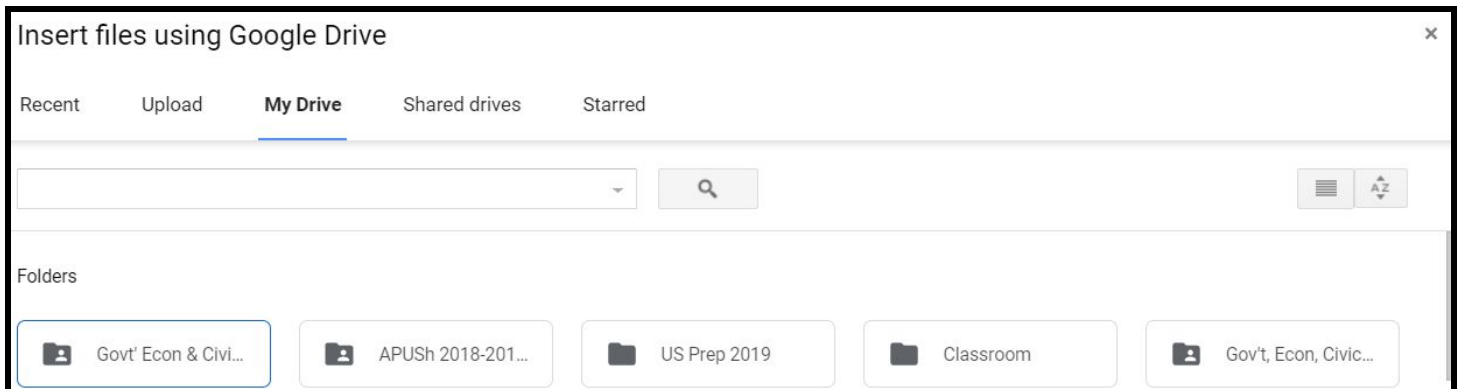 Insert files using Google Drive
Recent Upload My Drive Shared drives Starred
AZ
Folders
Govt' Econ & Civi... APUSh 2018-201... US Prep 2019 Classroom Gov't, Econ, Civic...